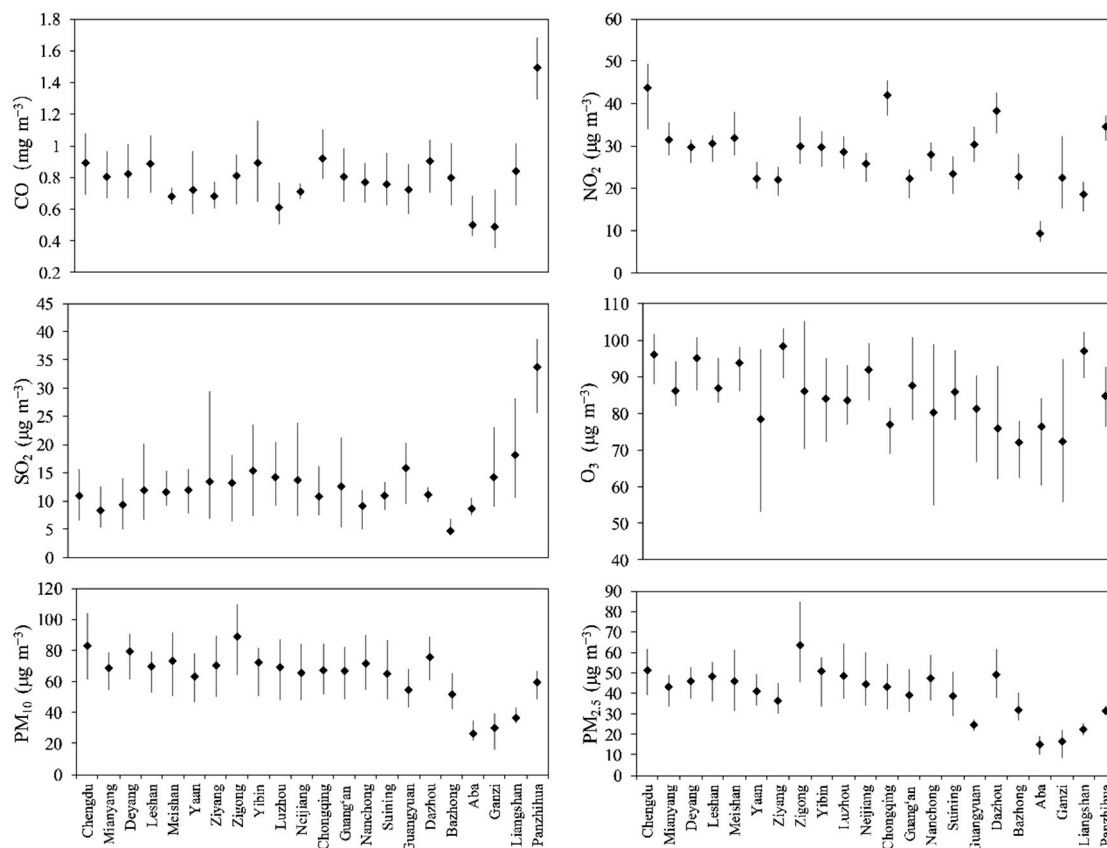 CO (mg m⁻³)
1.8
1.6
1.4
1.2
1
0.8
0.6
0.4
0.2
NO₂ (µg m⁻³)
60
50
40
30
20
10
0
SO₂ (µg m⁻³)
45
40
35
30
25
20
15
10
5
0
O₃ (µg m⁻³)
110
100
90
80
70
60
50
40
PM₁₀ (µg m⁻³)
120
100
80
60
40
20
0
Chengdu
Mianyang
Deyang
Leshan
Meishan
Yaan
Ziyang
Zigong
Yibin
Luzhou
Neijiang
Chongqing
Guang'an
Nanchong
Suining
Guangyuan
Dazhou
Bazhong
Aba
Ganzi
Liangshan
Panzhihua
PM₂.₅ (µg m⁻³)
90
80
70
60
50
40
30
20
10
0
Chengdu
Mianyang
Deyang
Leshan
Meishan
Yaan
Ziyang
Zigong
Yibin
Luzhou
Neijiang
Chongqing
Guang'an
Nanchong
Suining
Guangyuan
Dazhou
Bazhong
Aba
Ganzi
Liangshan
Panzhihua